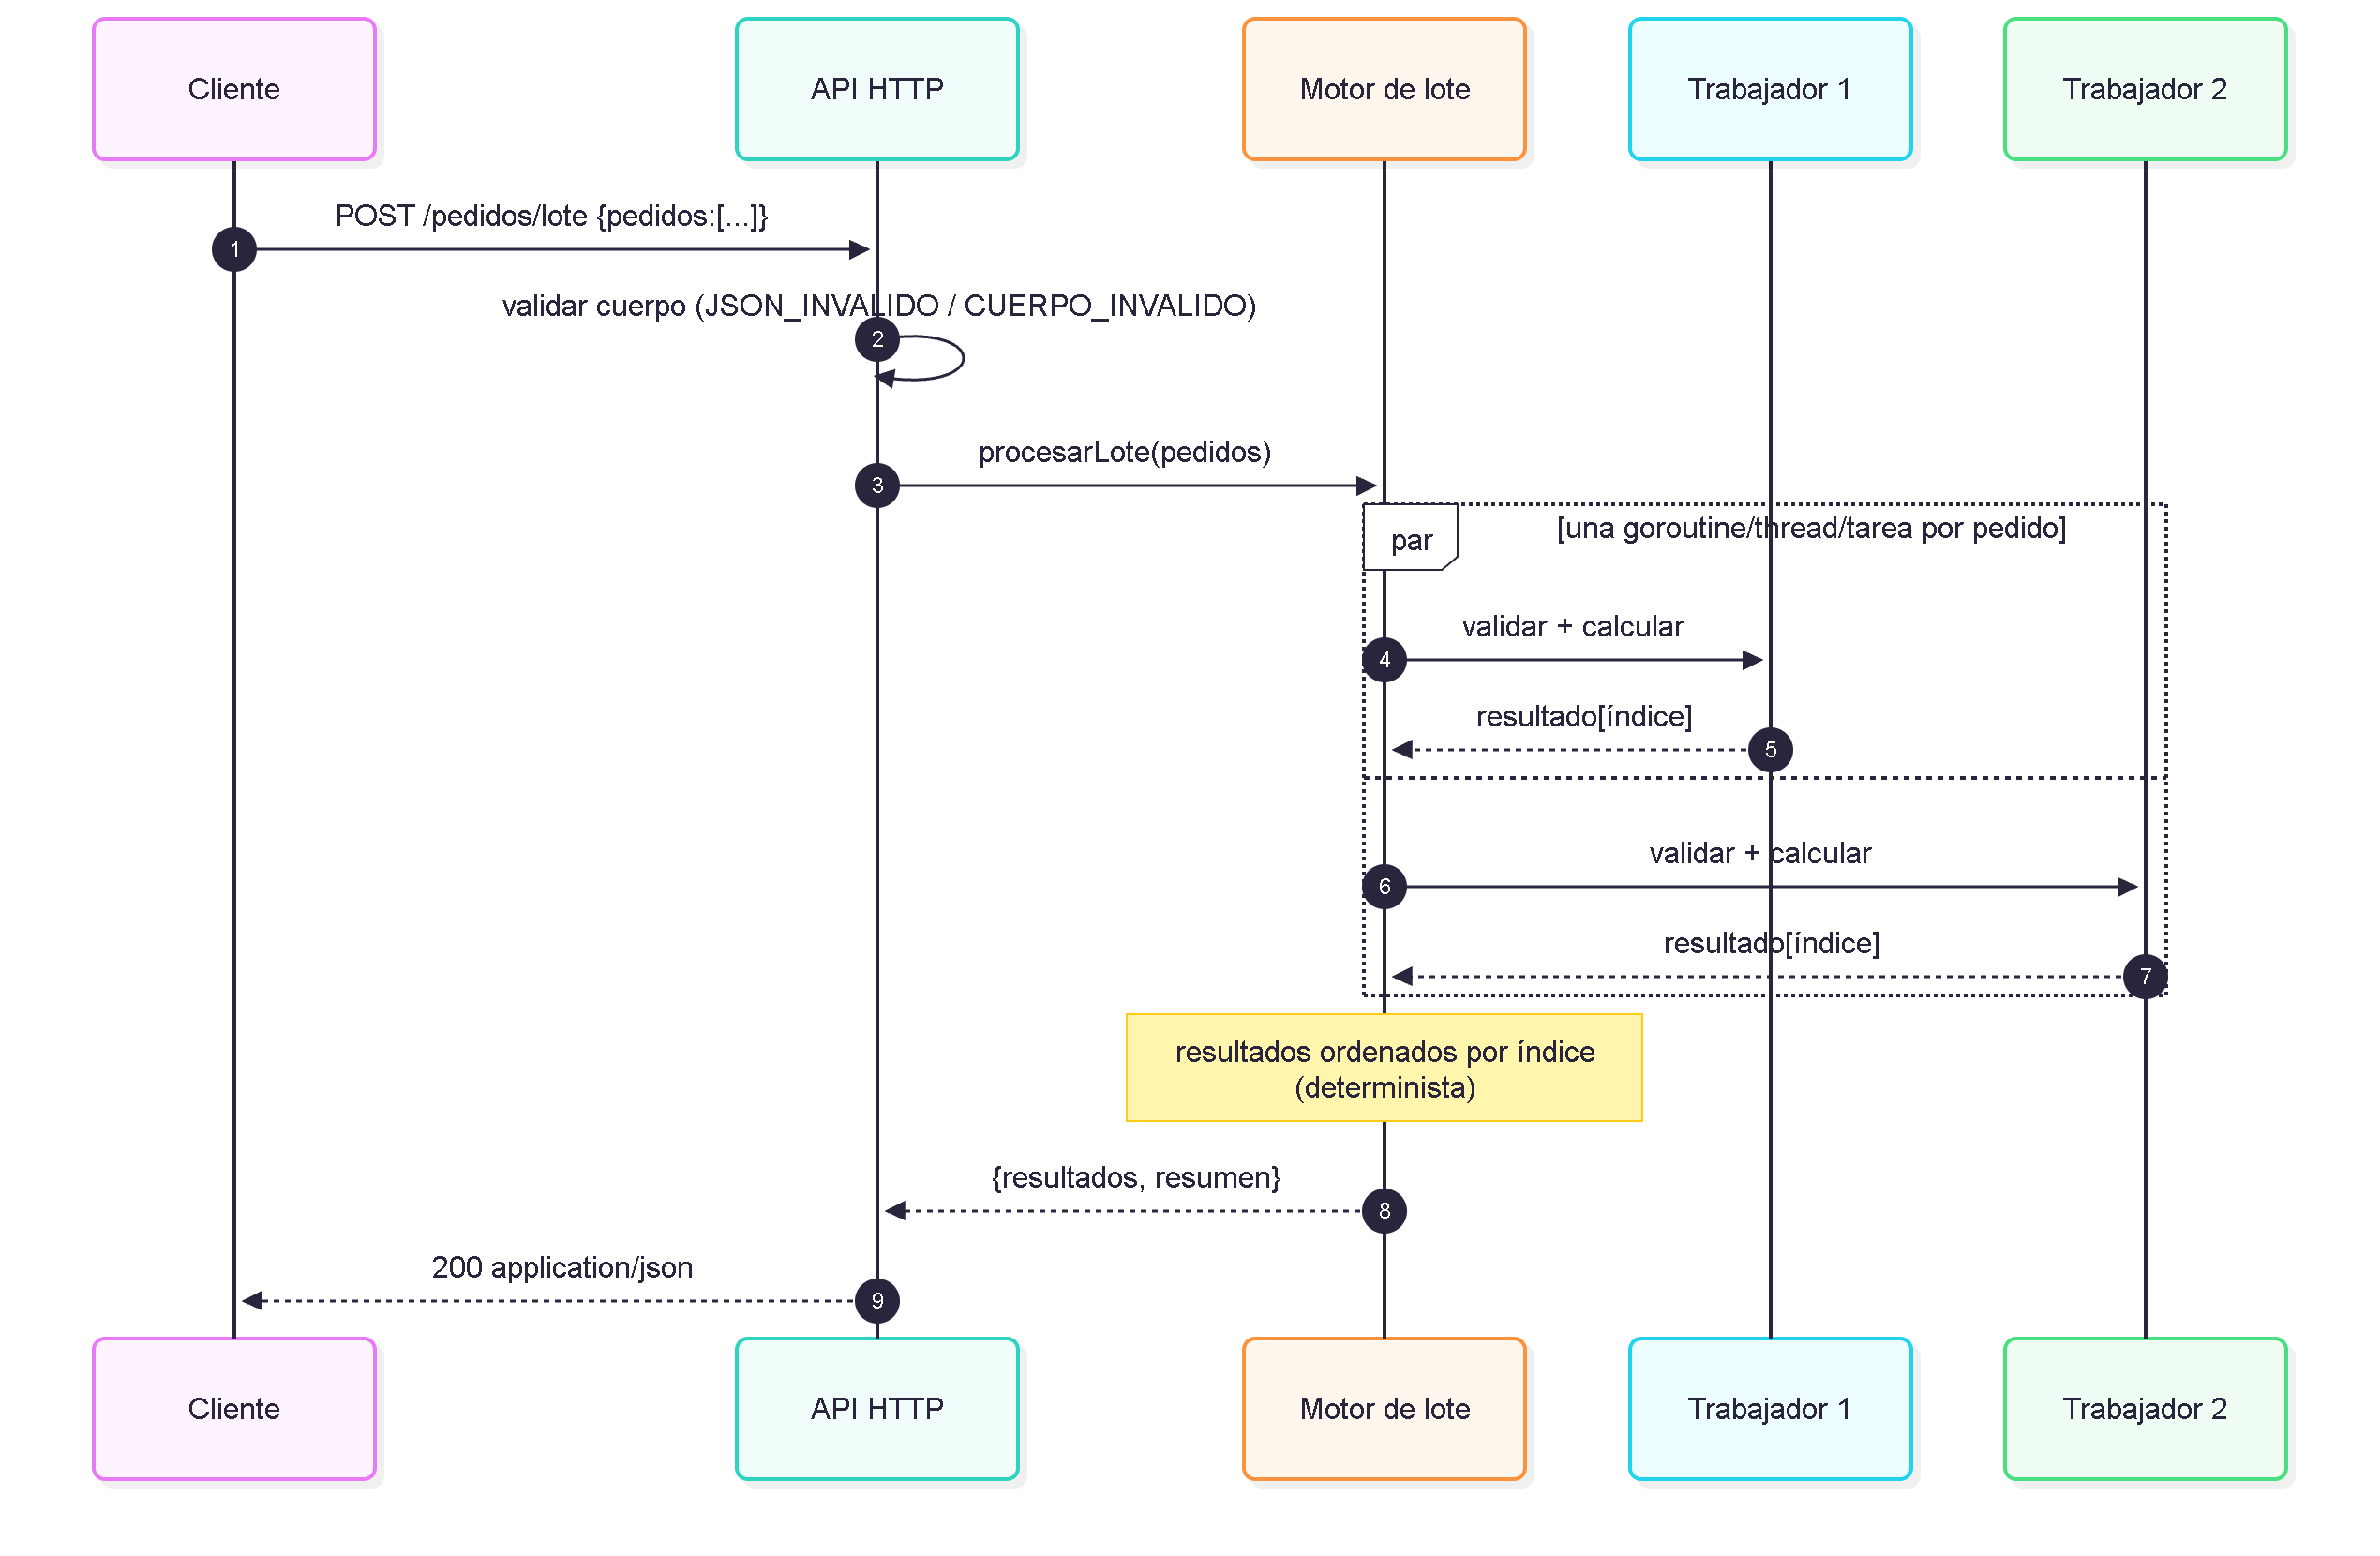 Cliente
API HTTP
Motor de lote
Trabajador 1
Trabajador 2
POST /pedidos/lote {pedidos:[...]}
1
validar cuerpo (JSON_INVALIDO / CUERPO_INVALIDO)
2
procesarLote(pedidos)
3
par
[una goroutine/thread/tarea por pedido]
validar + calcular
4
resultado[índice]
5
validar + calcular
6
resultado[índice]
7
resultados ordenados por índice
(determinista)
{resultados, resumen}
8
200 application/json
9
Cliente
API HTTP
Motor de lote
Trabajador 1
Trabajador 2